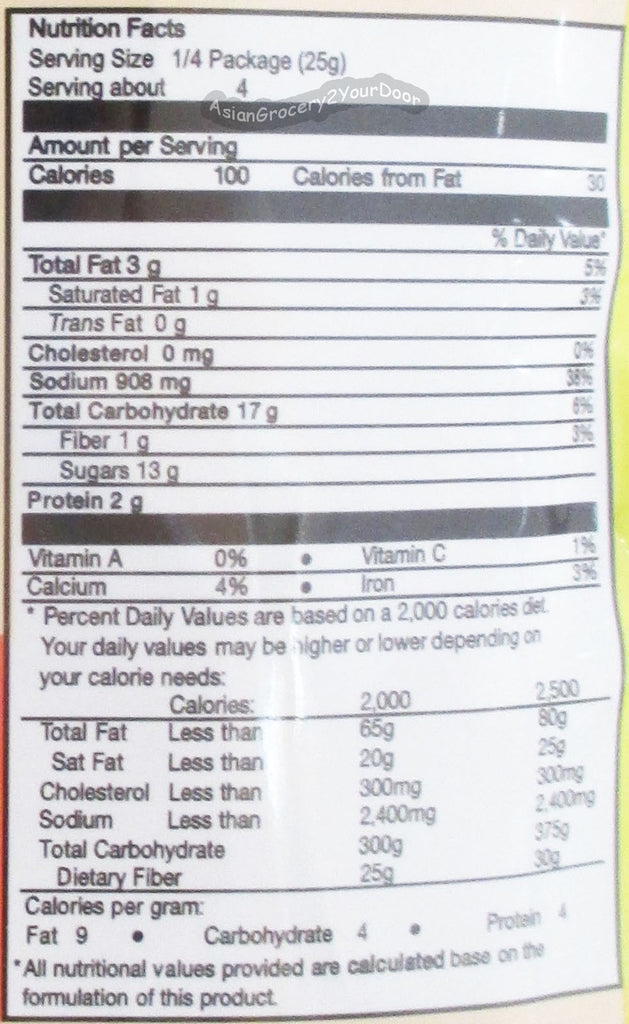 Nutrition Facts
Serving Size 1/4 Package (25g)
Serving about 4
AsianGrocery2YourDoor
Amount per Serving
Calories 100 Calories from Fat 30
% Daily Value*
Total Fat 3 g 5%
Saturated Fat 1 g 3%
Trans Fat 0 g
Cholesterol 0 mg 0%
Sodium 908 mg 38%
Total Carbohydrate 17 g 6%
Fiber 1 g 3%
Sugars 13 g
Protein 2 g
Vitamin A 0% • Vitamin C 1%
Calcium 4% • Iron 3%
* Percent Daily Values are based on a 2,000 calories diet.
Your daily values may be higher or lower depending on
your calorie needs:
Calories: 2,000 2,500
Total Fat Less than 65g 80g
Sat Fat Less than 20g 25g
Cholesterol Less than 300mg 300mg
Sodium Less than 2,400mg 2,400mg
Total Carbohydrate 300g 375g
Dietary Fiber 25g 30g
Calories per gram:
Fat 9 • Carbohydrate 4 • Protein 4
*All nutritional values provided are calculated base on the
formulation of this product.